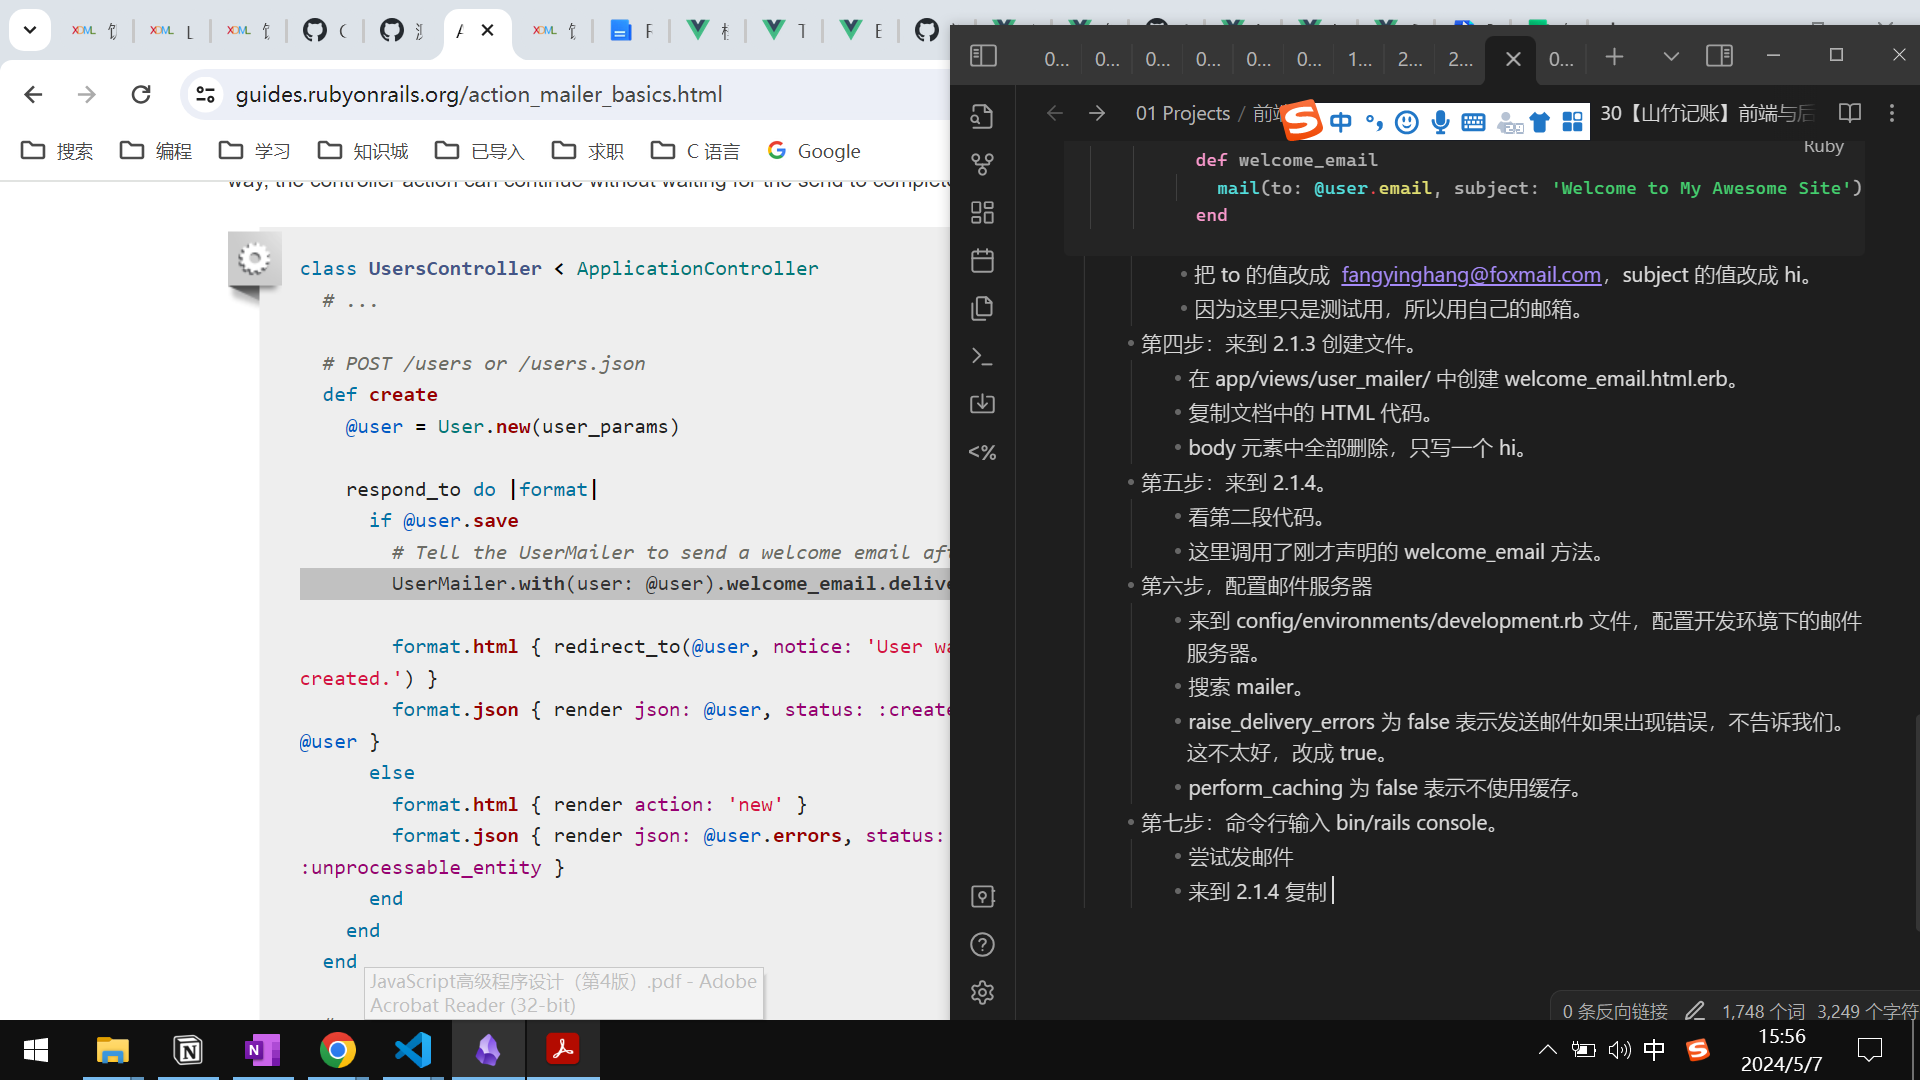 guides.rubyonrails.org/action_mailer_basics.html
搜索
编程
学习
知识城
已导入
求职
C 语言
Google
way, the controller action can continue without waiting for the send to complete
class UsersController < ApplicationController
# ...
# POST /users or /users.json
def create
@user = User.new(user_params)
respond_to do |format|
if @user.save
# Tell the UserMailer to send a welcome email af
UserMailer.with(user: @user).welcome_email.delive
format.html { redirect_to(@user, notice: 'User wa
created.') }
format.json { render json: @user, status: :create
@user }
else
format.html { render action: 'new' }
format.json { render json: @user.errors, status:
:unprocessable_entity }
end
end
end
JavaScript高级程序设计（第4版）.pdf - Adobe
Acrobat Reader (32-bit)
0...
0...
0...
0...
0...
0...
1...
2...
2...
0...
01 Projects / 前端
中
30【山竹记账】前端与后
Ruby
def welcome_email
mail(to: @user.email, subject: 'Welcome to My Awesome Site')
end
把 to 的值改成 fangyinghang@foxmail.com，subject 的值改成 hi。
因为这里只是测试用，所以用自己的邮箱。
第四步：来到 2.1.3 创建文件。
在 app/views/user_mailer/ 中创建 welcome_email.html.erb。
复制文档中的 HTML 代码。
body 元素中全部删除，只写一个 hi。
第五步：来到 2.1.4。
看第二段代码。
这里调用了刚才声明的 welcome_email 方法。
第六步，配置邮件服务器
来到 config/environments/development.rb 文件，配置开发环境下的邮件
服务器。
搜索 mailer。
raise_delivery_errors 为 false 表示发送邮件如果出现错误，不告诉我们。
这不太好，改成 true。
perform_caching 为 false 表示不使用缓存。
第七步：命令行输入 bin/rails console。
尝试发邮件
来到 2.1.4 复制
0 条反向链接
1,748 个词
3,249 个字符
中
15:56
2024/5/7